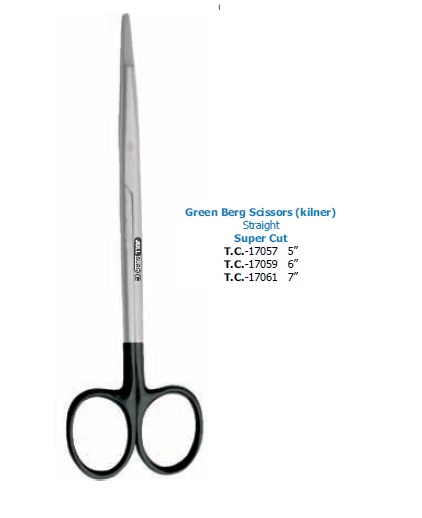 Green Berg Scissors (kilner)
Straight
Super Cut
T.C.-17057 5”
T.C.-17059 6”
T.C.-17061 7”